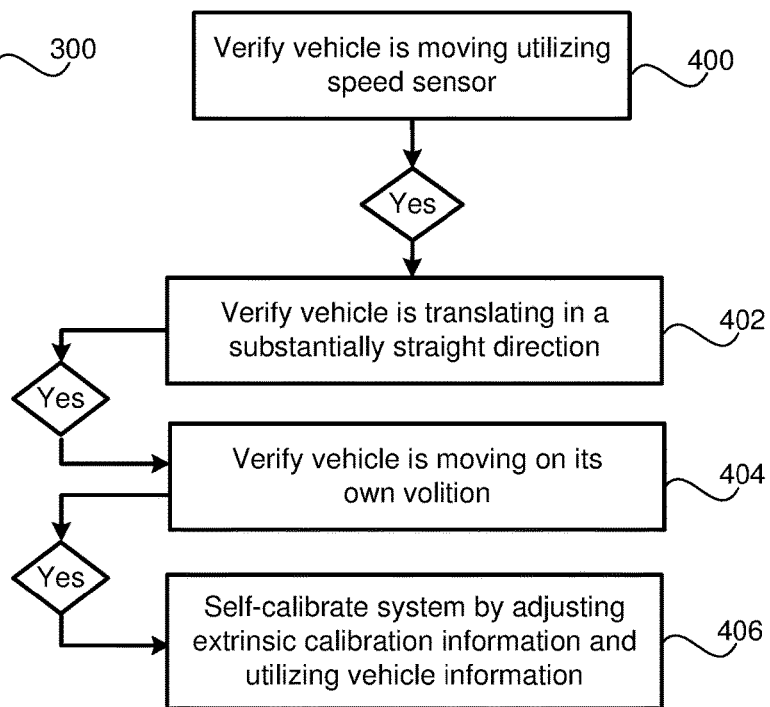 300
Verify vehicle is moving utilizing
speed sensor
400
Yes
Verify vehicle is translating in a
substantially straight direction
402
Yes
Verify vehicle is moving on its
own volition
404
Yes
Self-calibrate system by adjusting
extrinsic calibration information and
utilizing vehicle information
406